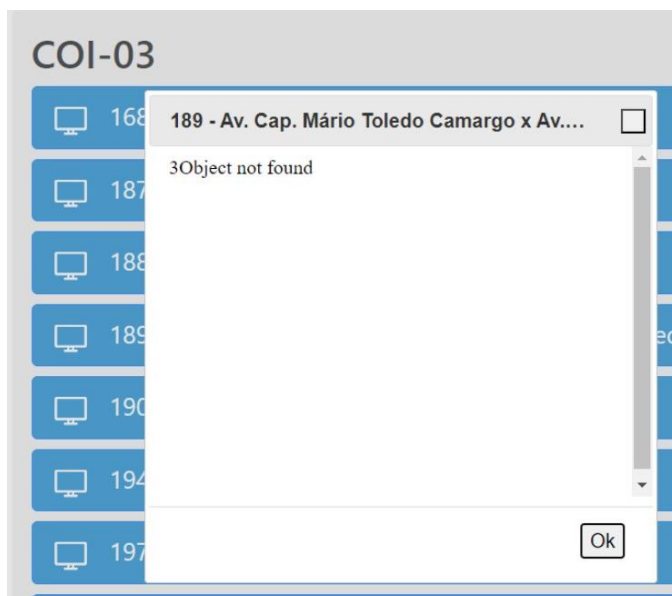 COI-03
168
189 - Av. Cap. Mário Toledo Camargo x Av....
3Object not found
187
188
189
190
194
197
Ok